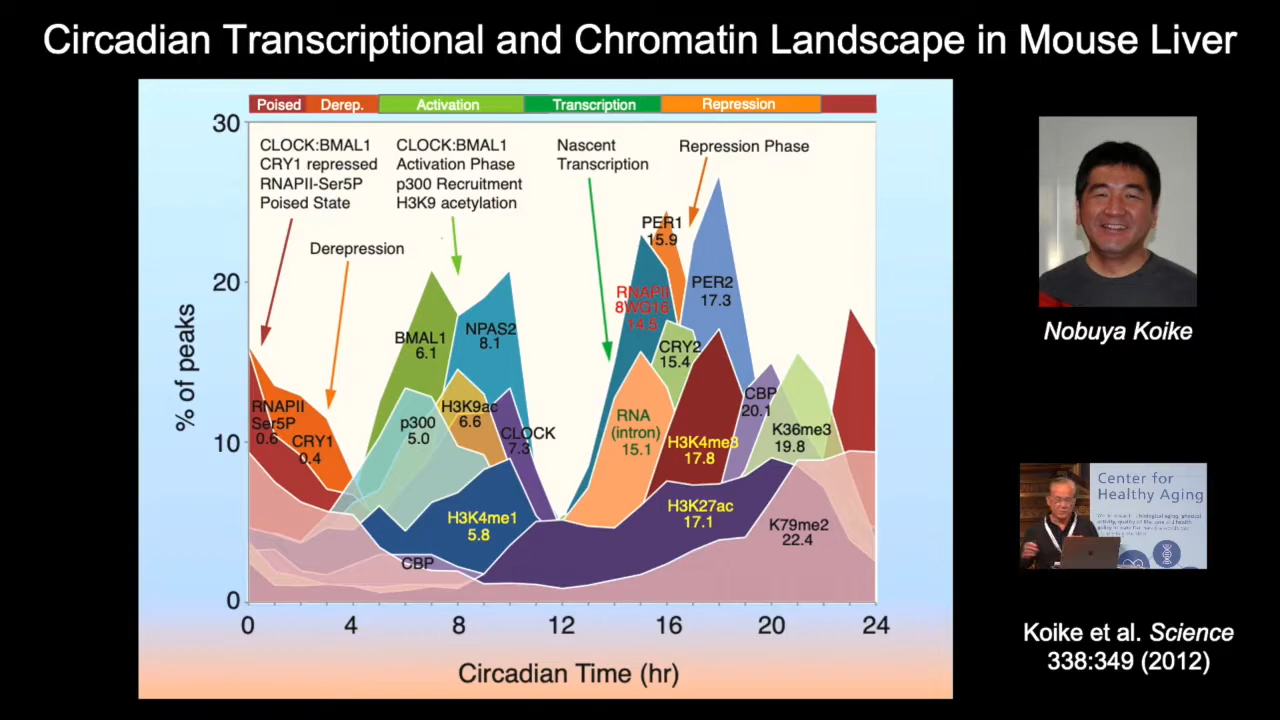 Circadian Transcriptional and Chromatin Landscape in Mouse Liver
Poised
Derep.
Activation
Transcription
Repression
30
20
10
0
% of peaks
CLOCK:BMAL1
CRY1 repressed
RNAPII-Ser5P
Poised State
CLOCK:BMAL1
Activation Phase
p300 Recruitment
H3K9 acetylation
Nascent
Transcription
Repression Phase
Derepression
PER1
15.9
PER2
17.3
RNAPII
8WG16
14.5
BMAL1
6.1
NPAS2
8.1
CRY2
15.4
RNAPII
Ser5P
0.6
CRY1
0.4
p300
5.0
H3K9ac
6.6
CLOCK
7.3
RNA
(intron)
15.1
H3K4me3
17.8
CBP
20.1
K36me3
19.8
H3K4me1
5.8
H3K27ac
17.1
K79me2
22.4
CBP
0
4
8
12
16
20
24
Circadian Time (hr)
Nobuya Koike
Center for
Healthy Aging
Koike et al. Science
338:349 (2012)